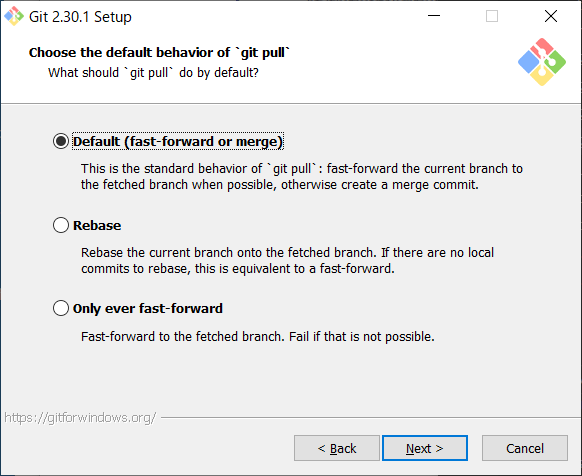 Git 2.30.1 Setup
Choose the default behavior of `git pull`
What should `git pull` do by default?
Default (fast-forward or merge)
This is the standard behavior of `git pull`: fast-forward the current branch to
the fetched branch when possible, otherwise create a merge commit.
Rebase
Rebase the current branch onto the fetched branch. If there are no local
commits to rebase, this is equivalent to a fast-forward.
Only ever fast-forward
Fast-forward to the fetched branch. Fail if that is not possible.
https://gitforwindows.org/
< Back
Next >
Cancel